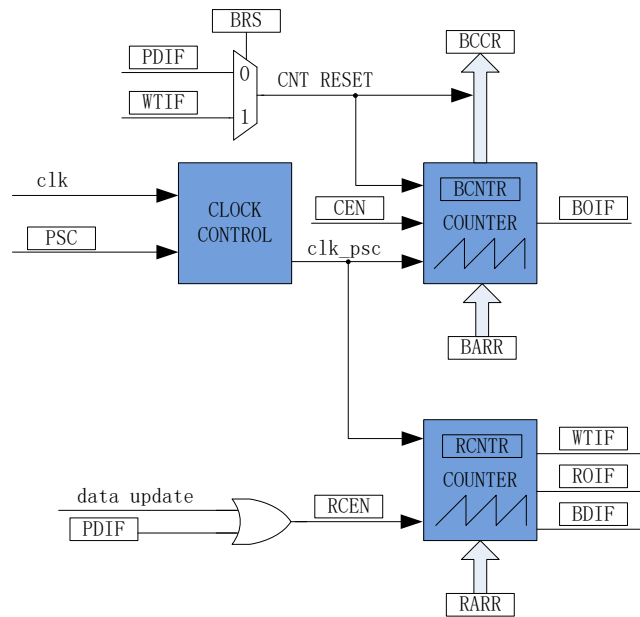 BRS
BCCR
PDIF
0
CNT RESET
WTIF
1
clk
CLOCK
CONTROL
PSC
clk_psc
CEN
BCNTR
COUNTER
BOIF
BARR
RCNTR
COUNTER
WTIF
ROIF
BDIF
data update
PDIF
RCEN
RARR